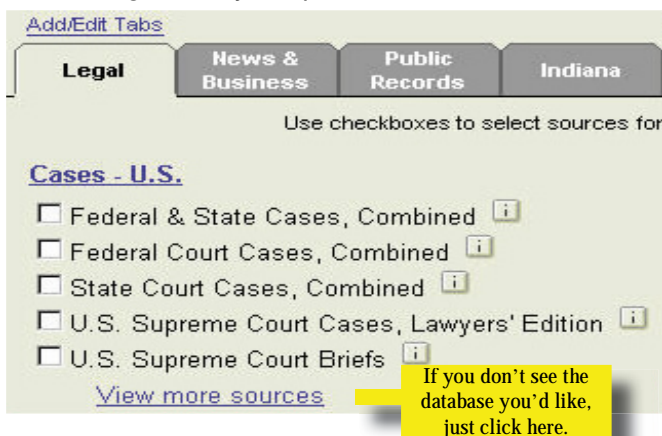 Add/Edit Tabs
Legal
News & Business
Public Records
Indiana
Use checkboxes to select sources for
Cases - U.S.
Federal & State Cases, Combined i
Federal Court Cases, Combined i
State Court Cases, Combined i
U.S. Supreme Court Cases, Lawyers' Edition i
U.S. Supreme Court Briefs i
View more sources
If you don't see the
database you'd like,
just click here.